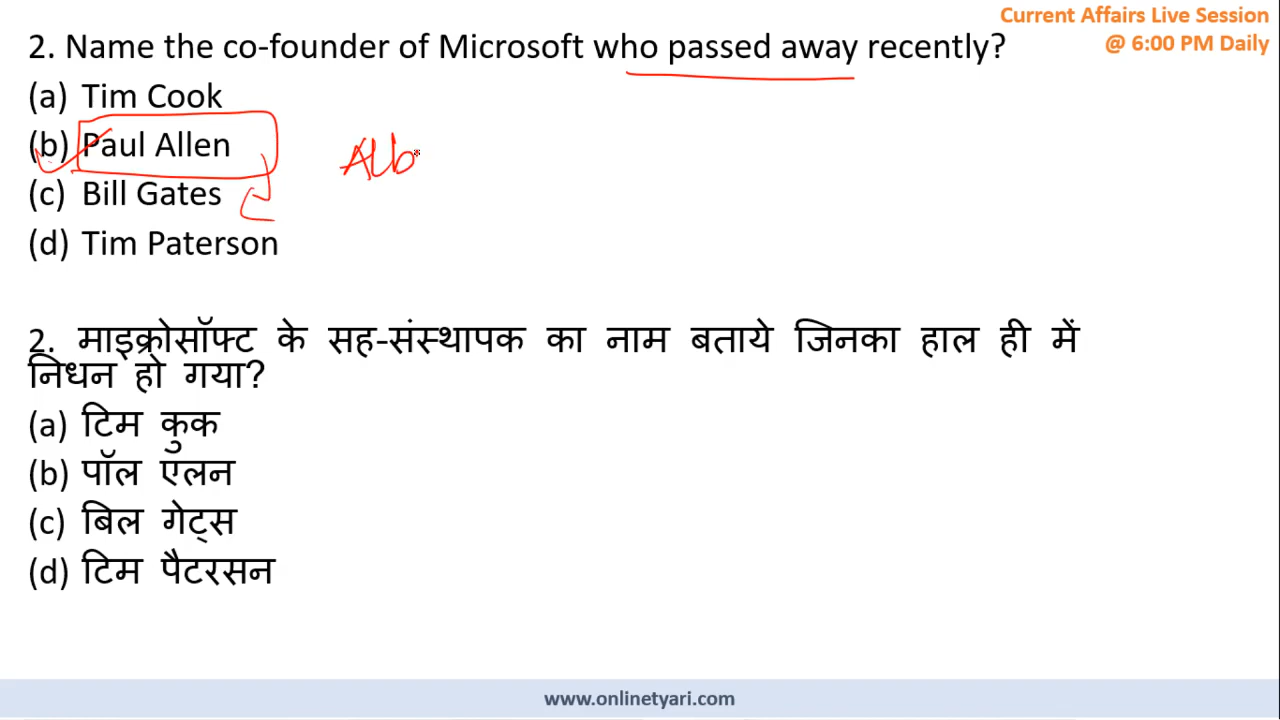 Current Affairs Live Session
@ 6:00 PM Daily
2. Name the co-founder of Microsoft who passed away recently?
(a) Tim Cook
(b) Paul Allen
(c) Bill Gates
(d) Tim Paterson
2. माइक्रोसॉफ्ट के सह-संस्थापक का नाम बताये जिनका हाल ही में
निधन हो गया?
(a) टिम कुक
(b) पॉल एलन
(c) बिल गेट्स
(d) टिम पैटरसन
www.onlinetyari.com